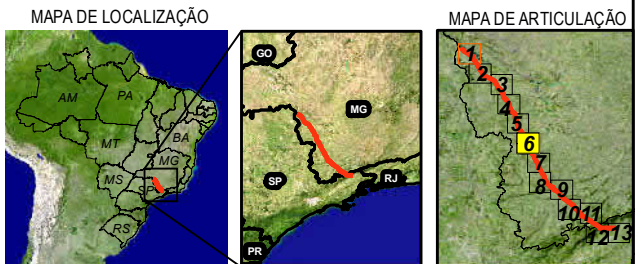 MAPA DE LOCALIZAÇÃO
AM
PA
MT
BA
MG
MS
SP
RS
GO
MG
SP
RJ
PR
MAPA DE ARTICULAÇÃO
1
2
3
4
5
6
7
8
9
10
11
12
13